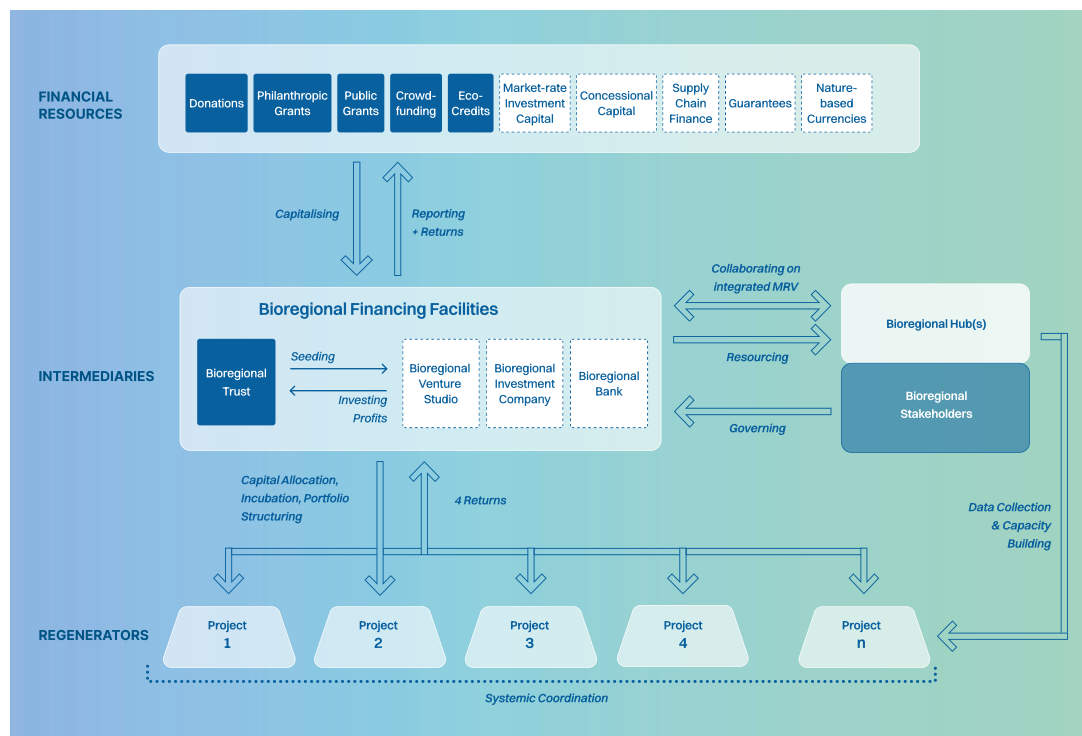 FINANCIAL
RESOURCES
Donations
Philanthropic
Grants
Public
Grants
Crowd-
funding
Eco-
Credits
Market-rate
Investment
Capital
Concessional
Capital
Supply
Chain
Finance
Guarantees
Nature-
based
Currencies
Capitalising
Reporting
+ Returns
INTERMEDIARIES
Bioregional Financing Facilities
Bioregional
Trust
Seeding
Investing
Profits
Bioregional
Venture
Studio
Bioregional
Investment
Company
Bioregional
Bank
Collaborating on
integrated MRV
Resourcing
Governing
Bioregional Hub(s)
Bioregional
Stakeholders
Capital Allocation,
Incubation, Portfolio
Structuring
4 Returns
Data Collection
& Capacity
Building
REGENERATORS
Project
1
Project
2
Project
3
Project
4
Project
n
Systemic Coordination